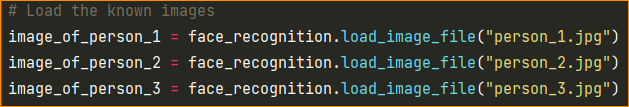 # Load the known images
image_of_person_1 = face_recognition.load_image_file("person_1.jpg")
image_of_person_2 = face_recognition.load_image_file("person_2.jpg")
image_of_person_3 = face_recognition.load_image_file("person_3.jpg")